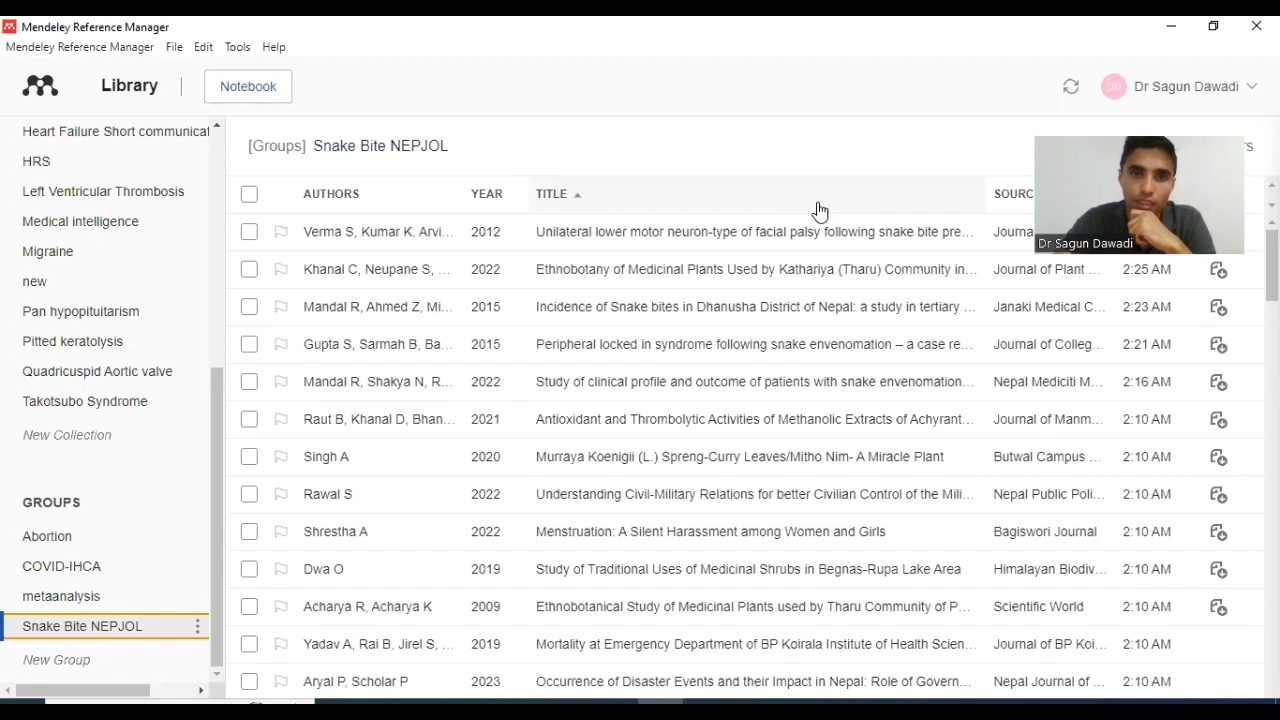 Mendeley Reference Manager
Mendeley Reference Manager File Edit Tools Help
Library | Notebook Dr Sagun Dawadi
Heart Failure Short communicat
HRS
Left Ventricular Thrombosis
Medical intelligence
Migraine
new
Pan hypopituitarism
Pitted keratolysis
Quadricuspid Aortic valve
Takotsubo Syndrome
New Collection
GROUPS
Abortion
COVID-IHCA
metaanalysis
Snake Bite NEPJOL
New Group
[Groups] Snake Bite NEPJOL
AUTHORS YEAR TITLE SOURC
Verma S, Kumar K, Arvi... 2012 Unilateral lower motor neuron-type of facial palsy following snake bite pre... Journa
Dr Sagun Dawadi
Khanal C, Neupane S, ... 2022 Ethnobotany of Medicinal Plants Used by Kathariya (Tharu) Community in... Journal of Plant ... 2:25 AM
Mandal R, Ahmed Z, Mi... 2015 Incidence of Snake bites in Dhanusha District of Nepal: a study in tertiary ... Janaki Medical C... 2:23 AM
Gupta S, Sarmah B, Ba... 2015 Peripheral locked in syndrome following snake envenomation – a case re... Journal of Colleg... 2:21 AM
Mandal R, Shakya N, R... 2022 Study of clinical profile and outcome of patients with snake envenomation... Nepal Mediciti M... 2:16 AM
Raut B, Khanal D, Bhan... 2021 Antioxidant and Thrombolytic Activities of Methanolic Extracts of Achyrant... Journal of Manm... 2:10 AM
Singh A 2020 Murraya Koenigii (L.) Spreng-Curry Leaves/Mitho Nim- A Miracle Plant Butwal Campus ... 2:10 AM
Rawal S 2022 Understanding Civil-Military Relations for better Civilian Control of the Mili... Nepal Public Poli... 2:10 AM
Shrestha A 2022 Menstruation: A Silent Harassment among Women and Girls Bagiswori Journal 2:10 AM
Dwa O 2019 Study of Traditional Uses of Medicinal Shrubs in Begnas-Rupa Lake Area Himalayan Biodiv... 2:10 AM
Acharya R, Acharya K 2009 Ethnobotanical Study of Medicinal Plants used by Tharu Community of P... Scientific World 2:10 AM
Yadav A, Rai B, Jirel S, ... 2019 Mortality at Emergency Department of BP Koirala Institute of Health Scien... Journal of BP Koi... 2:10 AM
Aryal P, Scholar P 2023 Occurrence of Disaster Events and their Impact in Nepal: Role of Govern... Nepal Journal of ... 2:10 AM